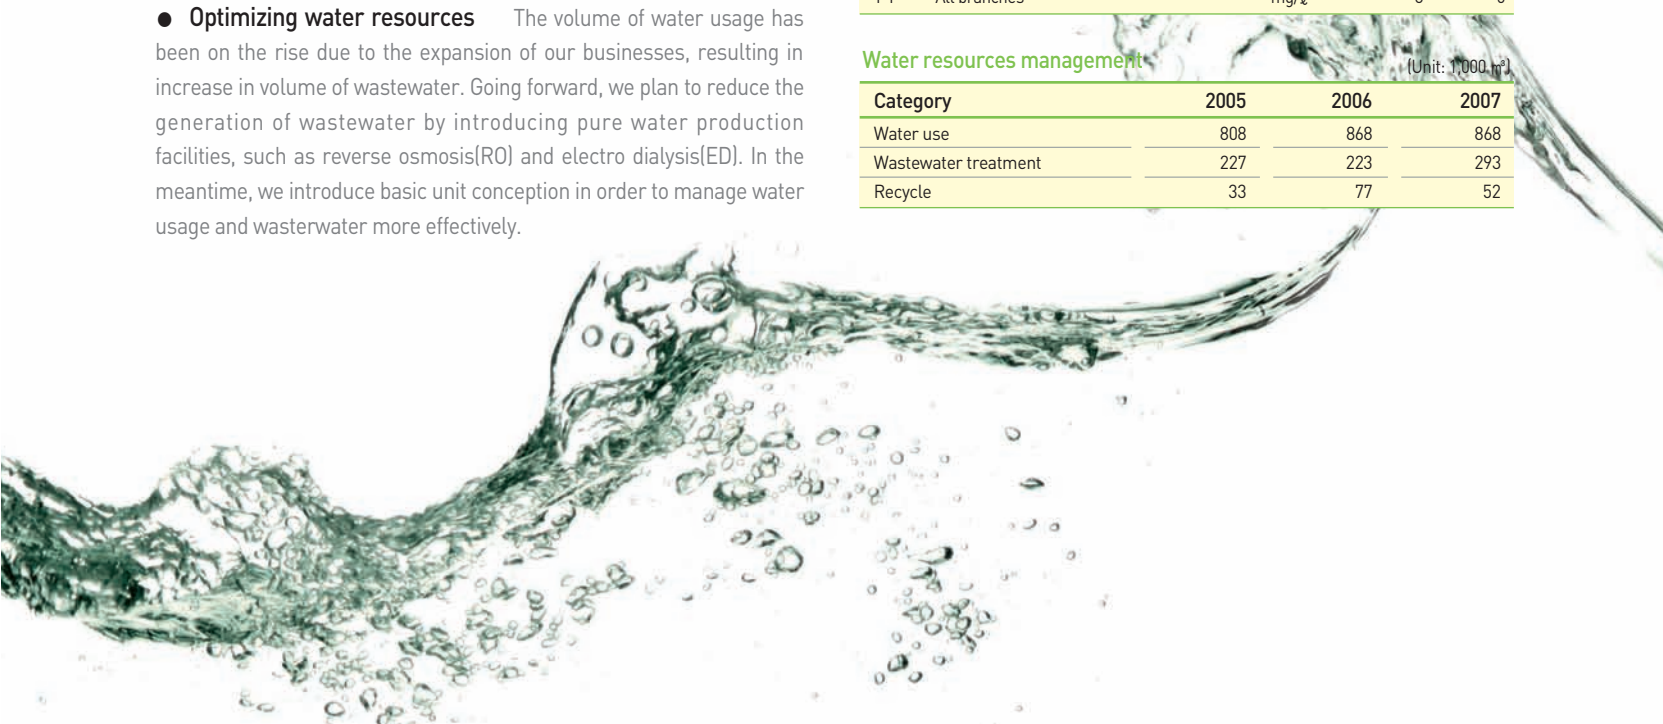 ● Optimizing water resources The volume of water usage has
been on the rise due to the expansion of our businesses, resulting in
increase in volume of wastewater. Going forward, we plan to reduce the
generation of wastewater by introducing pure water production
facilities, such as reverse osmosis(RO) and electro dialysis(ED). In the
meantime, we introduce basic unit conception in order to manage water
usage and wasterwater more effectively.
All branches mg/ℓ
Water resources management (Unit: 1,000 ㎥)
Category 2005 2006 2007
Water use 808 868 868
Wastewater treatment 227 223 293
Recycle 33 77 52